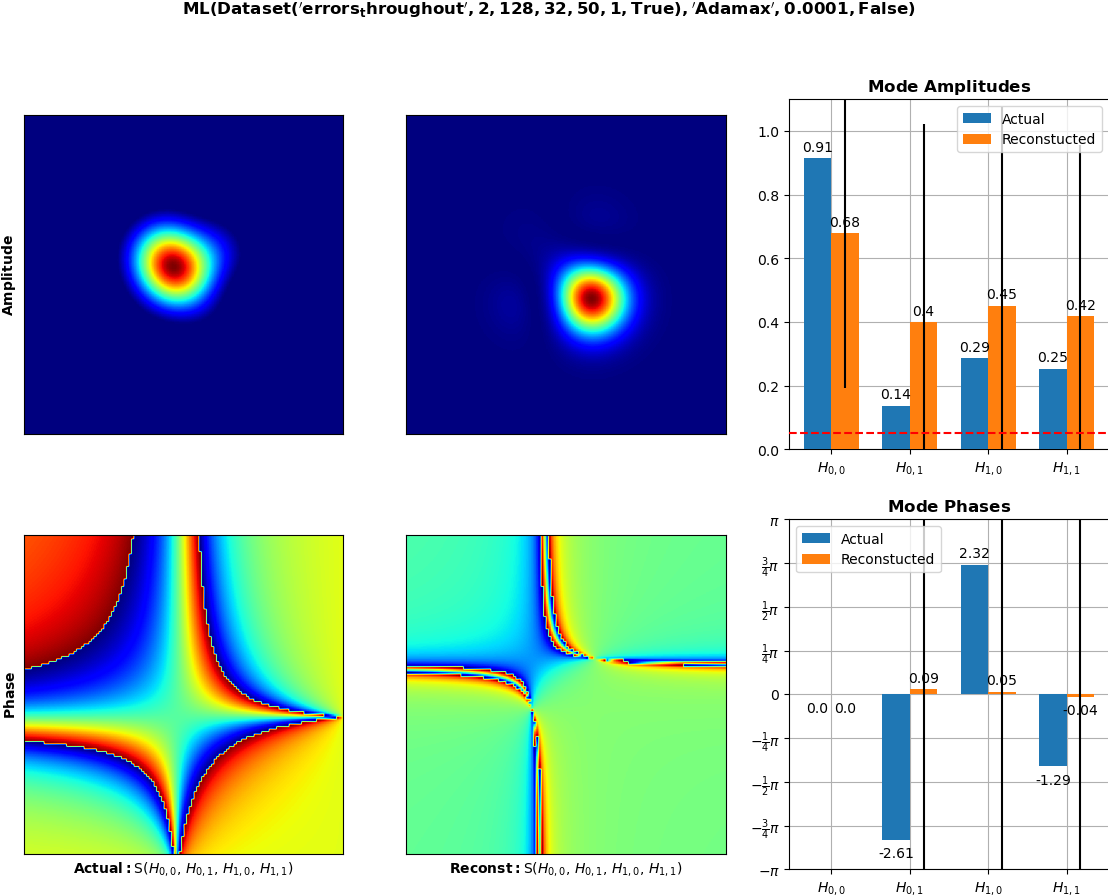 ML(Dataset('errors_throughout', 2, 128, 32, 50, 1, True), 'Adamax', 0.0001, False)
Amplitude
Mode Amplitudes
Actual
Reconstucted
1.0
0.8
0.6
0.4
0.2
0.0
0.91
0.68
0.14
0.4
0.29
0.45
0.25
0.42
H0,0
H0,1
H1,0
H1,1
Phase
Actual: S(H0,0, H0,1, H1,0, H1,1)
Reconst: S(H0,0, H0,1, H1,0, H1,1)
Mode Phases
Actual
Reconstucted
π
3/4π
1/2π
1/4π
0
−1/4π
−1/2π
−3/4π
−π
0.0
0.0
-2.61
0.09
2.32
0.05
-1.29
-0.04
H0,0
H0,1
H1,0
H1,1